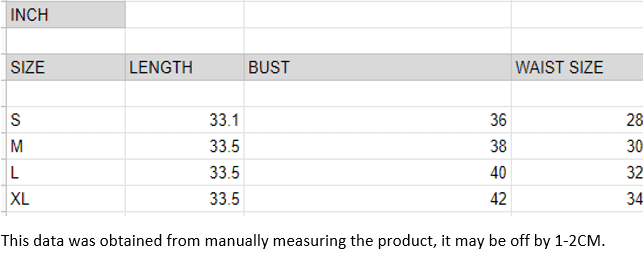 INCH
SIZE LENGTH BUST WAIST SIZE
S 33.1 36 28
M 33.5 38 30
L 33.5 40 32
XL 33.5 42 34
This data was obtained from manually measuring the product, it may be off by 1-2CM.